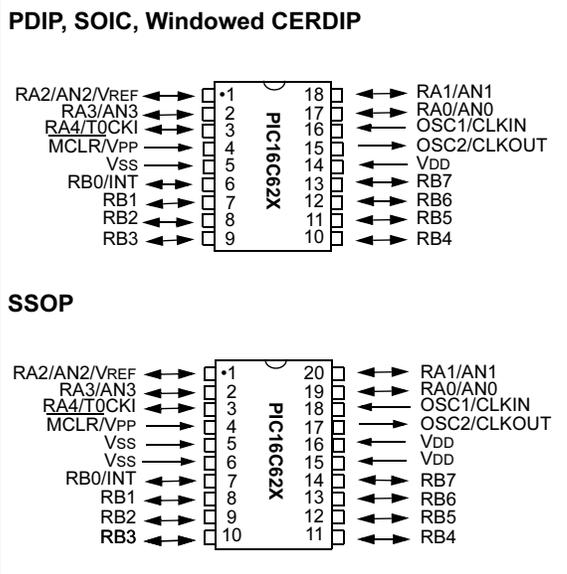 PDIP, SOIC, Windowed CERDIP
RA2/AN2/VREF •1 18 RA1/AN1
RA3/AN3 2 17 RA0/AN0
RA4/T0CKI 3 16 OSC1/CLKIN
MCLR/VPP 4 15 OSC2/CLKOUT
VSS 5 14 VDD
RB0/INT 6 13 RB7
RB1 7 12 RB6
RB2 8 11 RB5
RB3 9 10 RB4
PIC16C62X
SSOP
RA2/AN2/VREF •1 20 RA1/AN1
RA3/AN3 2 19 RA0/AN0
RA4/T0CKI 3 18 OSC1/CLKIN
MCLR/VPP 4 17 OSC2/CLKOUT
VSS 5 16 VDD
VSS 6 15 VDD
RB0/INT 7 14 RB7
RB1 8 13 RB6
RB2 9 12 RB5
RB3 10 11 RB4
PIC16C62X